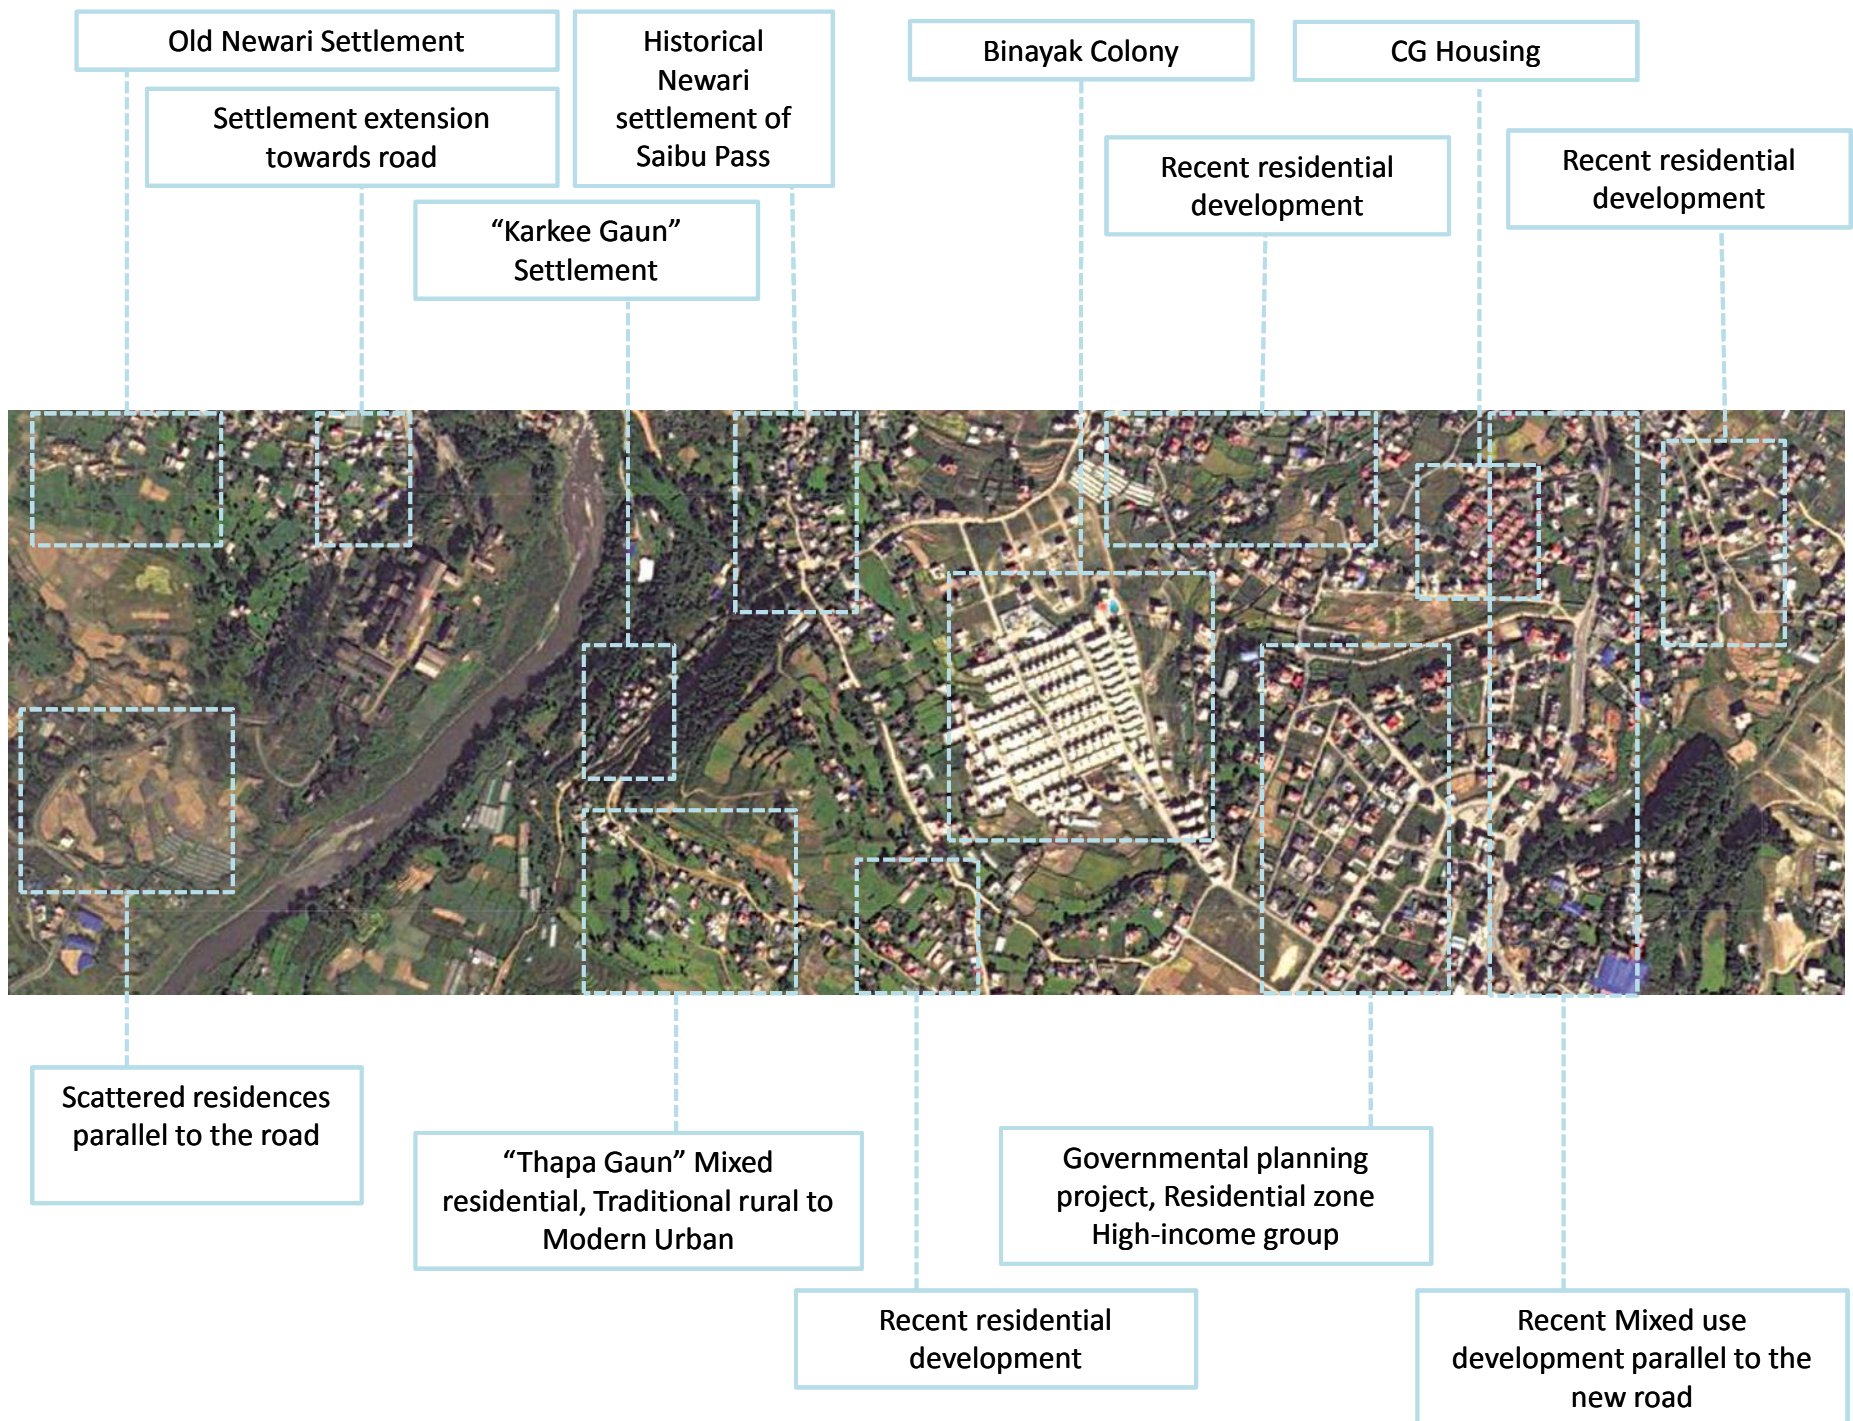 Old Newari Settlement
Settlement extension
towards road
“Karkee Gaun”
Settlement
Historical
Newari
settlement of
Saibu Pass
Binayak Colony
Recent residential
development
CG Housing
Recent residential
development
Scattered residences
parallel to the road
“Thapa Gaun” Mixed
residential, Traditional rural to
Modern Urban
Recent residential
development
Governmental planning
project, Residential zone
High-income group
Recent Mixed use
development parallel to the
new road